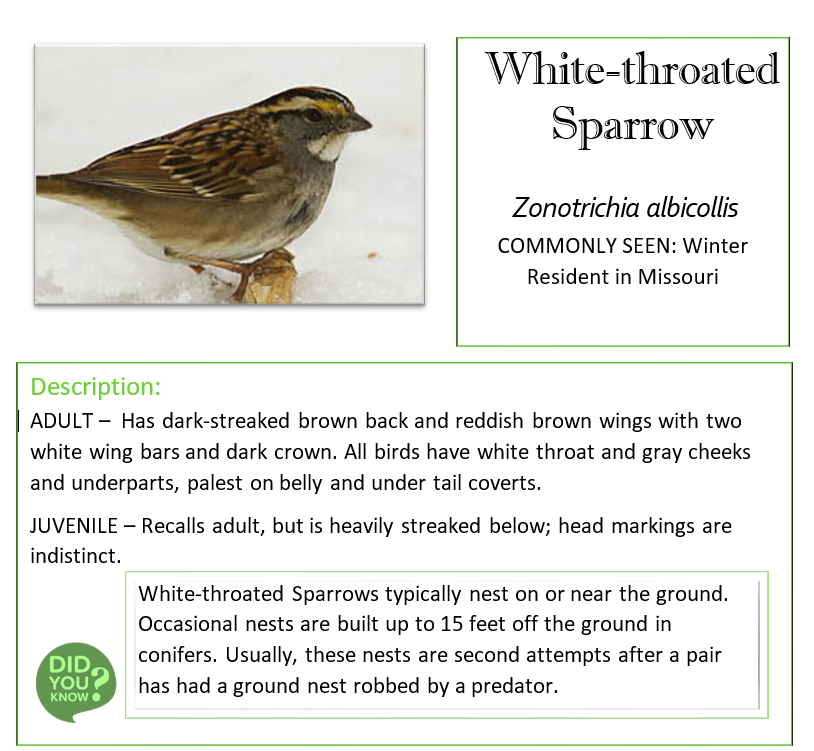 White-throated
Sparrow
Zonotrichia albicollis
COMMONLY SEEN: Winter
Resident in Missouri
Description:
ADULT – Has dark-streaked brown back and reddish brown wings with two
white wing bars and dark crown. All birds have white throat and gray cheeks
and underparts, palest on belly and under tail coverts.
JUVENILE – Recalls adult, but is heavily streaked below; head markings are
indistinct.
White-throated Sparrows typically nest on or near the ground.
Occasional nests are built up to 15 feet off the ground in
conifers. Usually, these nests are second attempts after a pair
has had a ground nest robbed by a predator.
DID
YOU
KNOW?